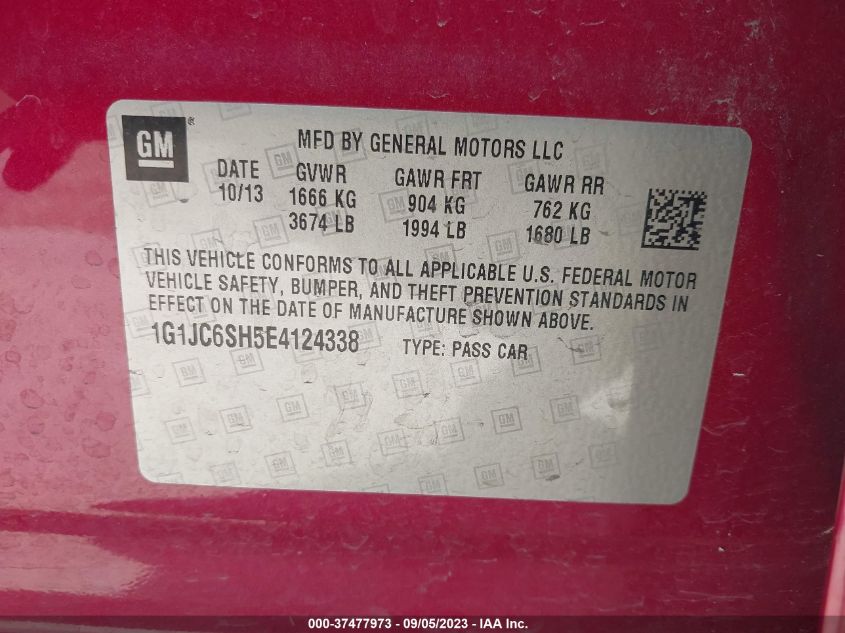 GM ®
MFD BY GENERAL MOTORS LLC
DATE GVWR GAWR FRT GAWR RR
10/13 1666 KG 904 KG 762 KG
3674 LB 1994 LB 1680 LB
THIS VEHICLE CONFORMS TO ALL APPLICABLE U.S. FEDERAL MOTOR
VEHICLE SAFETY, BUMPER, AND THEFT PREVENTION STANDARDS IN
EFFECT ON THE DATE OF MANUFACTURE SHOWN ABOVE.
1G1JC6SH5E4124338 TYPE: PASS CAR
000-37477973 - 09/05/2023 - IAA Inc.